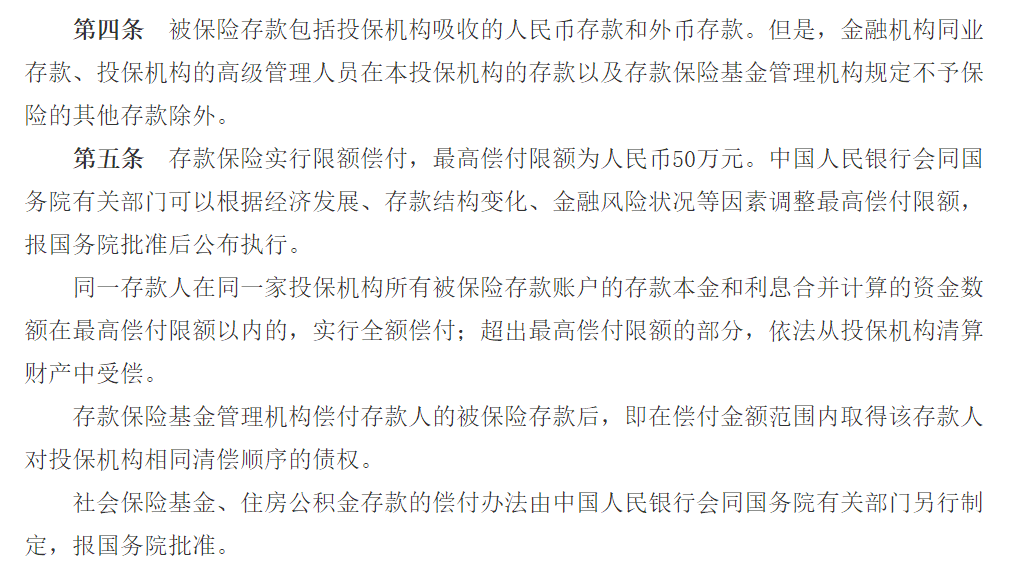 第四条　被保险存款包括投保机构吸收的人民币存款和外币存款。但是，金融机构同业
存款、投保机构的高级管理人员在本投保机构的存款以及存款保险基金管理机构规定不予保
险的其他存款除外。
第五条　存款保险实行限额偿付，最高偿付限额为人民币50万元。中国人民银行会同国
务院有关部门可以根据经济发展、存款结构变化、金融风险状况等因素调整最高偿付限额，
报国务院批准后公布执行。
同一存款人在同一家投保机构所有被保险存款账户的存款本金和利息合并计算的资金数
额在最高偿付限额以内的，实行全额偿付；超出最高偿付限额的部分，依法从投保机构清算
财产中受偿。
存款保险基金管理机构偿付存款人的被保险存款后，即在偿付金额范围内取得该存款人
对投保机构相同清偿顺序的债权。
社会保险基金、住房公积金存款的偿付办法由中国人民银行会同国务院有关部门另行制
定，报国务院批准。